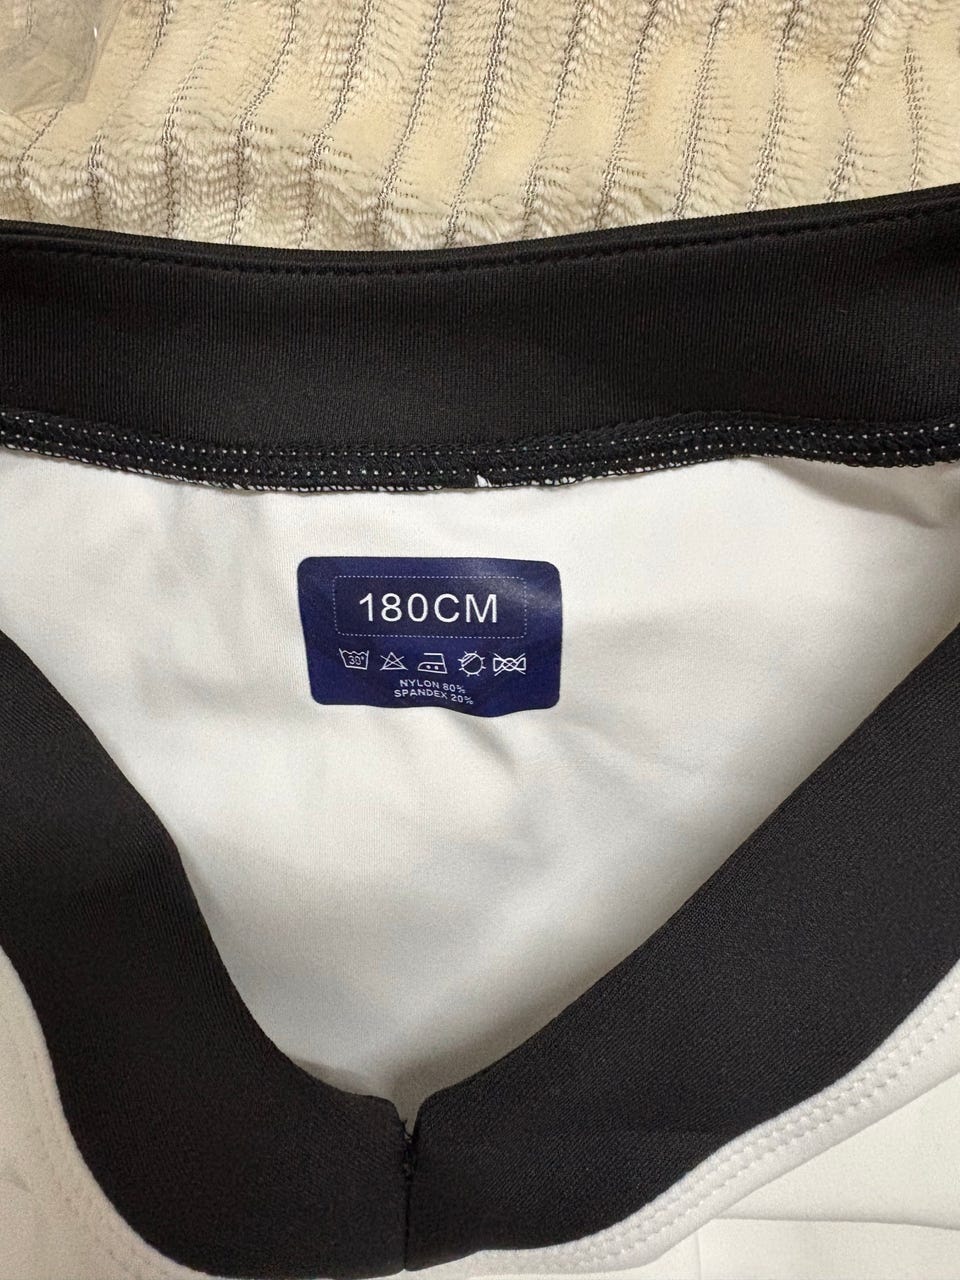 180CM
30°
NYLON 80%
SPANDEX 20%